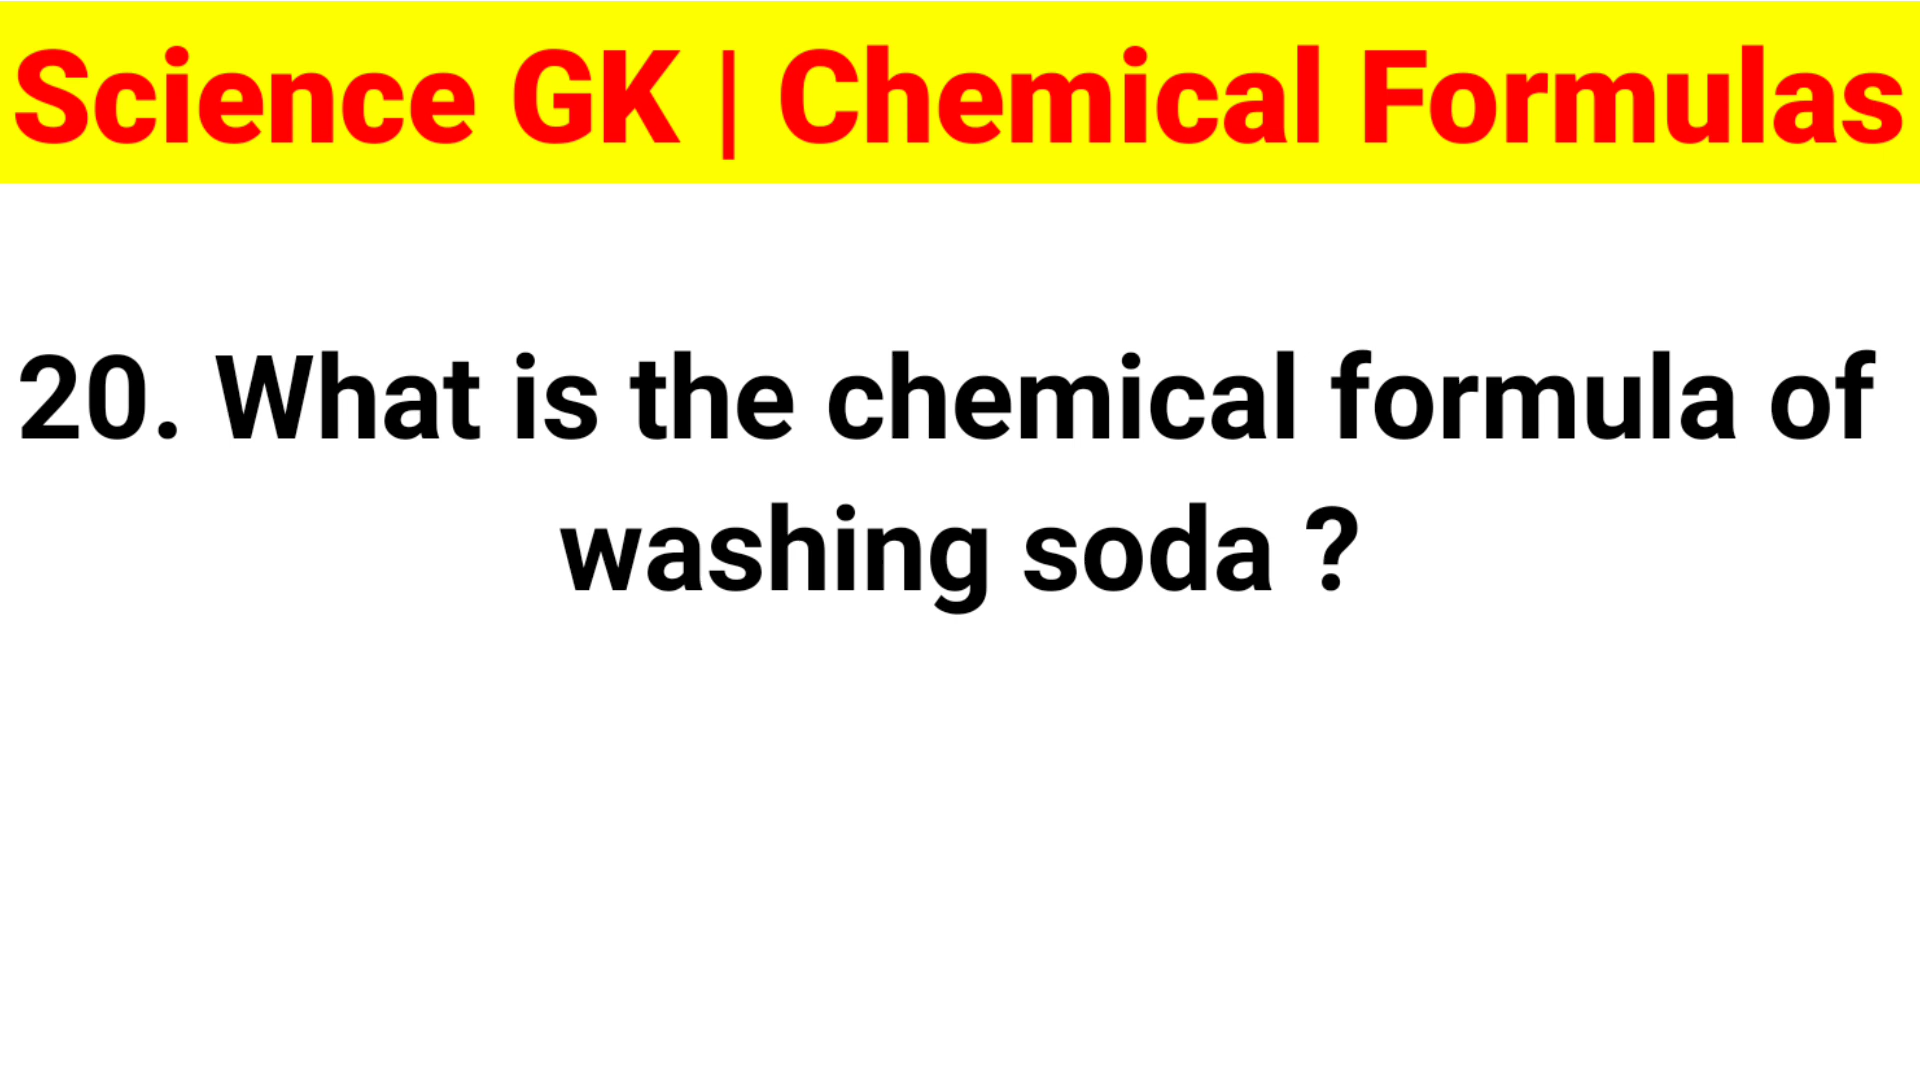 Science GK | Chemical Formulas
20. What is the chemical formula of
washing soda ?